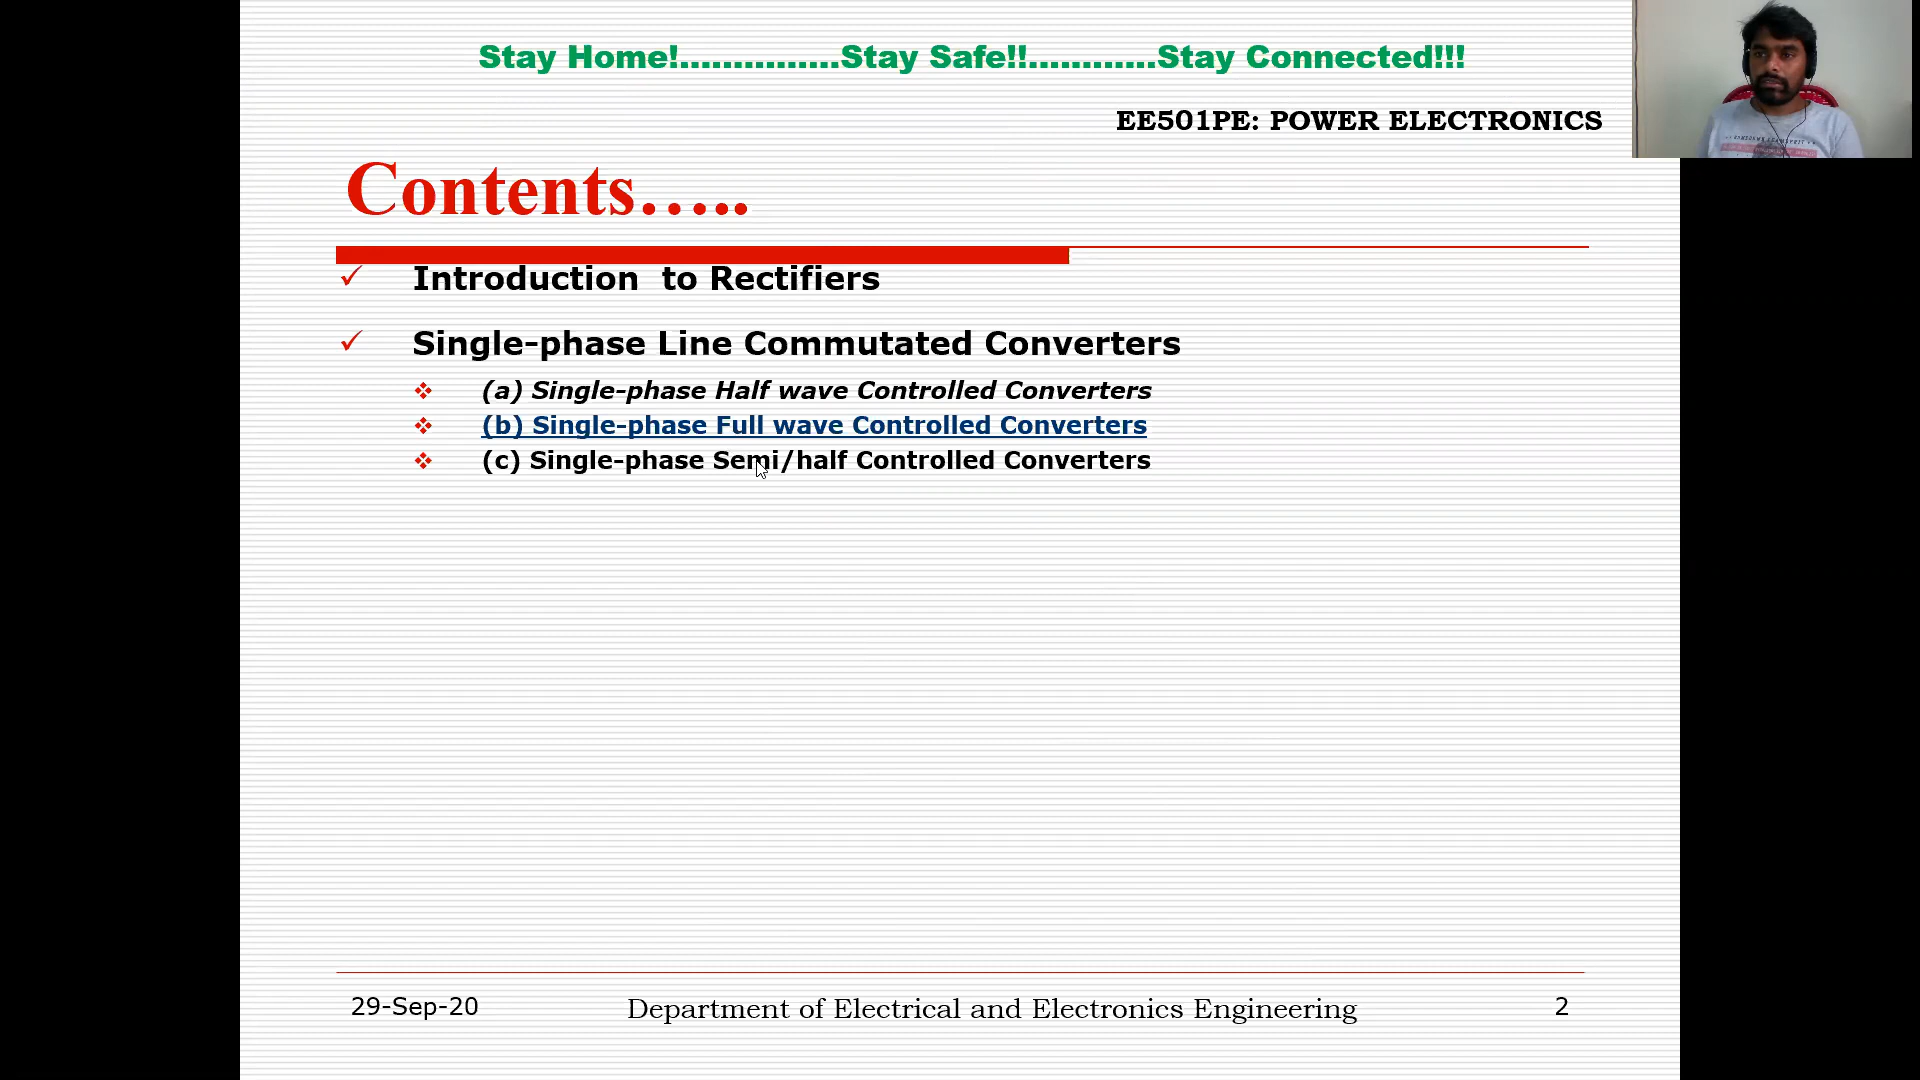 Stay Home!...............Stay Safe!!............Stay Connected!!!
EE501PE: POWER ELECTRONICS
Contents…..
✓ Introduction  to Rectifiers
✓ Single-phase Line Commutated Converters
❖ (a) Single-phase Half wave Controlled Converters
❖ (b) Single-phase Full wave Controlled Converters
❖ (c) Single-phase Semi/half Controlled Converters
29-Sep-20 Department of Electrical and Electronics Engineering 2